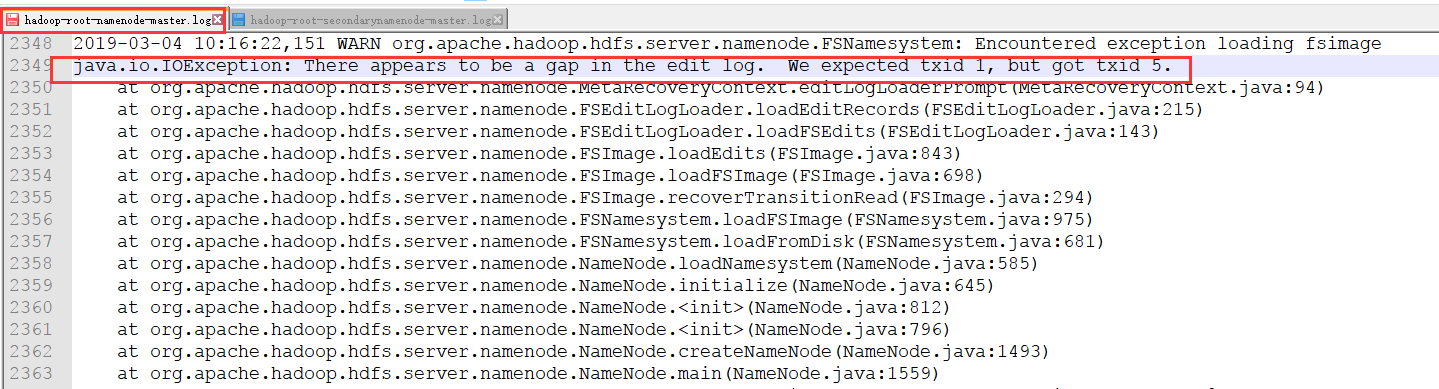 hadoop-root-namenode-master.log
hadoop-root-secondarynamenode-master.log
2348 2019-03-04 10:16:22,151 WARN org.apache.hadoop.hdfs.server.namenode.FSNamesystem: Encountered exception loading fsimage
2349 java.io.IOException: There appears to be a gap in the edit log.  We expected txid 1, but got txid 5.
2350 at org.apache.hadoop.hdfs.server.namenode.MetaRecoveryContext.editLogLoaderPrompt(MetaRecoveryContext.java:94)
2351 at org.apache.hadoop.hdfs.server.namenode.FSEditLogLoader.loadEditRecords(FSEditLogLoader.java:215)
2352 at org.apache.hadoop.hdfs.server.namenode.FSEditLogLoader.loadFSEdits(FSEditLogLoader.java:143)
2353 at org.apache.hadoop.hdfs.server.namenode.FSImage.loadEdits(FSImage.java:843)
2354 at org.apache.hadoop.hdfs.server.namenode.FSImage.loadFSImage(FSImage.java:698)
2355 at org.apache.hadoop.hdfs.server.namenode.FSImage.recoverTransitionRead(FSImage.java:294)
2356 at org.apache.hadoop.hdfs.server.namenode.FSNamesystem.loadFSImage(FSNamesystem.java:975)
2357 at org.apache.hadoop.hdfs.server.namenode.FSNamesystem.loadFromDisk(FSNamesystem.java:681)
2358 at org.apache.hadoop.hdfs.server.namenode.NameNode.loadNamesystem(NameNode.java:585)
2359 at org.apache.hadoop.hdfs.server.namenode.NameNode.initialize(NameNode.java:645)
2360 at org.apache.hadoop.hdfs.server.namenode.NameNode.<init>(NameNode.java:812)
2361 at org.apache.hadoop.hdfs.server.namenode.NameNode.<init>(NameNode.java:796)
2362 at org.apache.hadoop.hdfs.server.namenode.NameNode.createNameNode(NameNode.java:1493)
2363 at org.apache.hadoop.hdfs.server.namenode.NameNode.main(NameNode.java:1559)